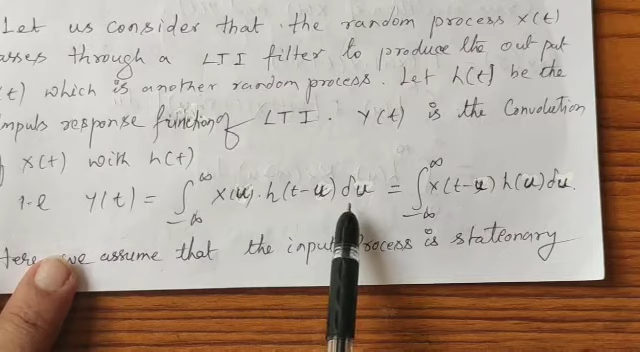 Let us consider that the random process X(t)
asses through a LTI filter to produce the out put
(t) which is another random process. Let h(t) be the
mpuls response function of LTI. Y(t) is the Convolution
f X(t) with h(t)
i.e Y(t) = ∫_{-∞}^{∞} X(u). h(t-u) du = ∫_{-∞}^{∞} X(t-u) h(u) du.
Here we assume that the input process is stationary